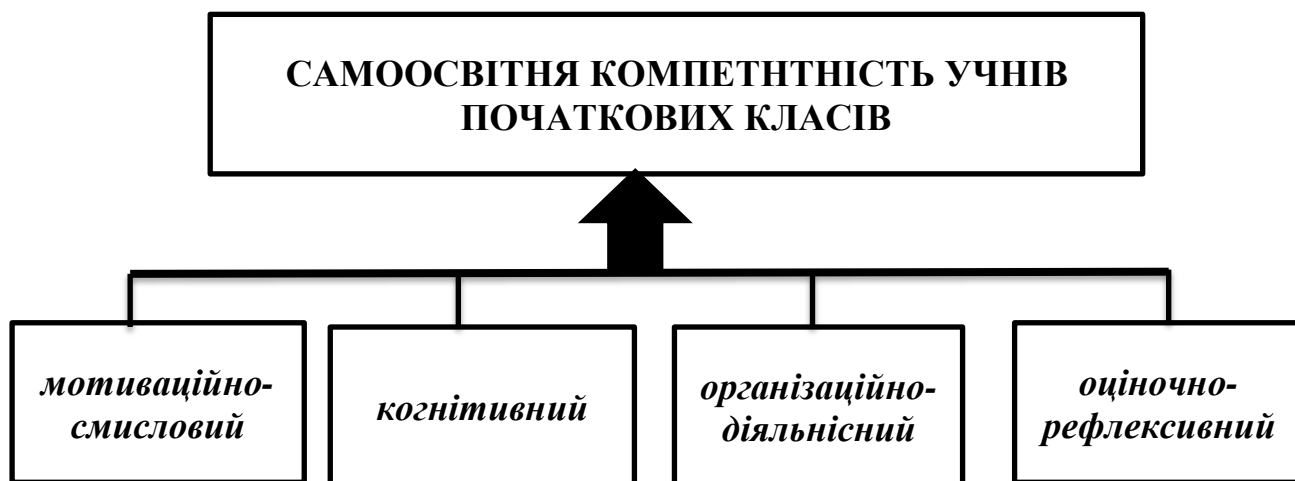 САМООСВІТНЯ КОМПЕТНТНІСТЬ УЧНІВ
ПОЧАТКОВИХ КЛАСІВ
мотиваційно-
смисловий
когнітивний
організаційно-
діяльнісний
оціночно-
рефлексивний